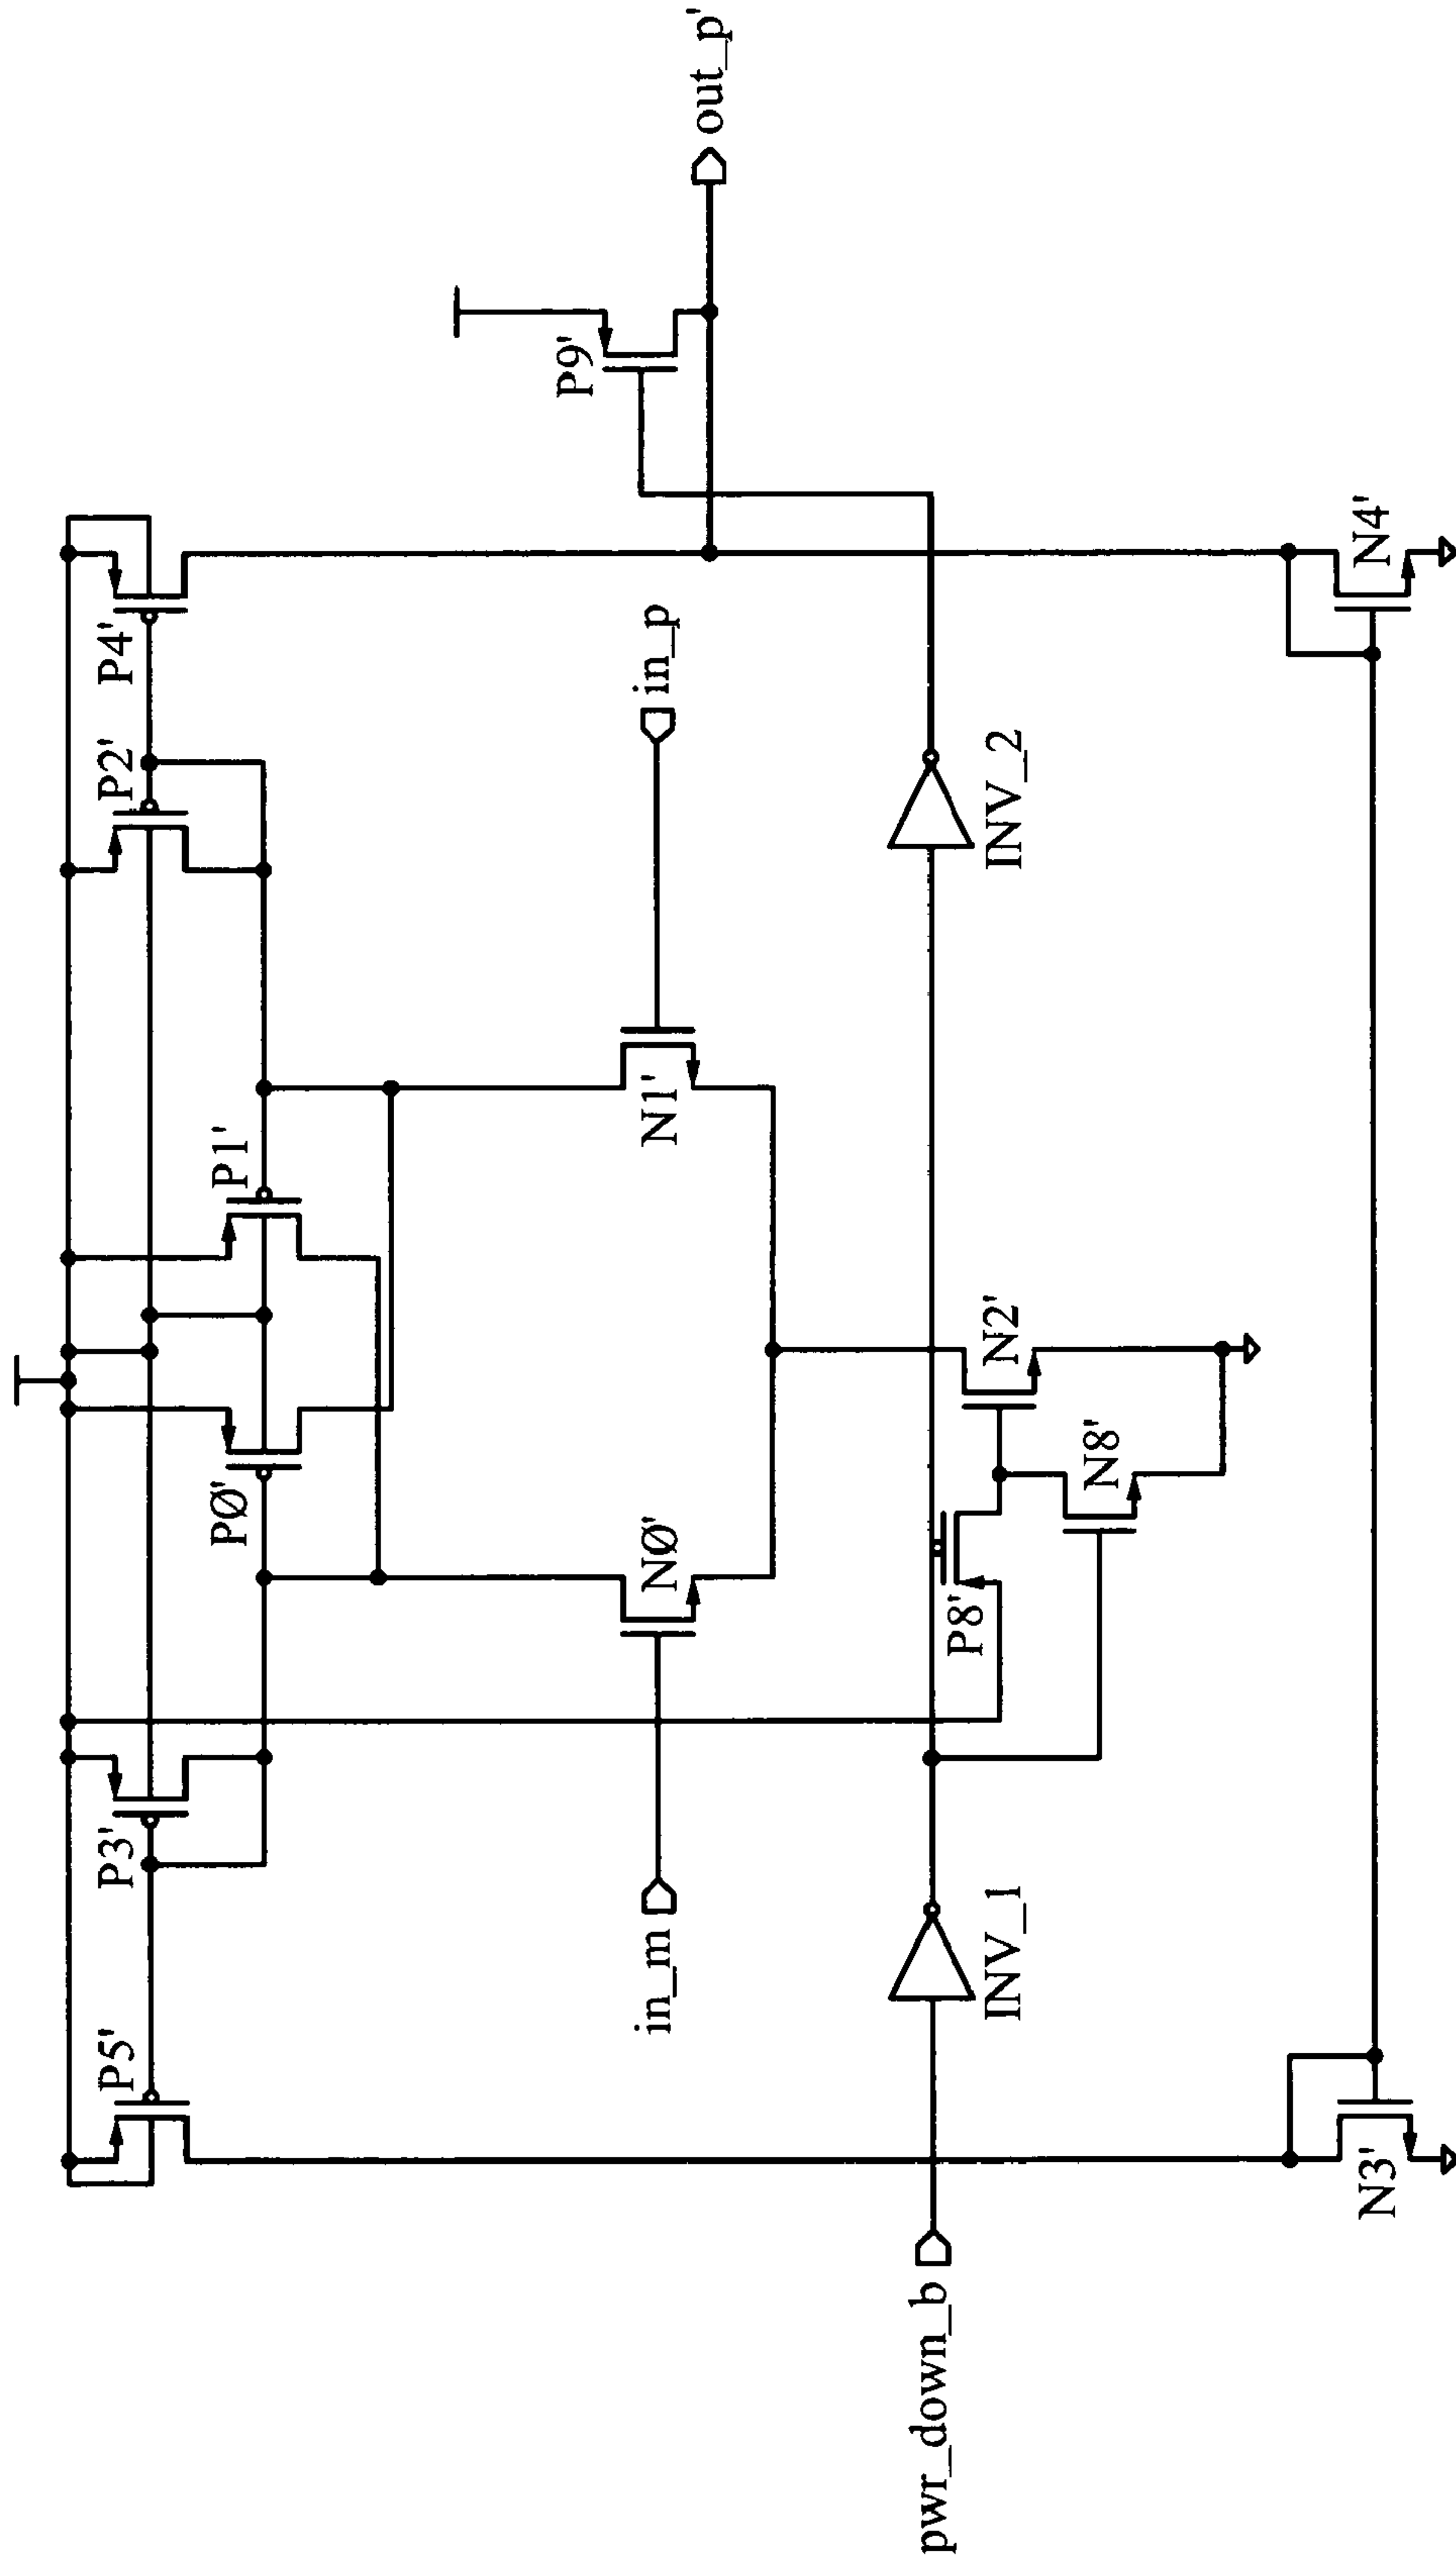 P5'
P3'
P2'
P4'
PØ'
P1'
out_p'
P9'
in_m
NØ'
N1'
in_p
pwr_down_b
INV_1
P8'
N2'
INV_2
N8'
N3'
N4'